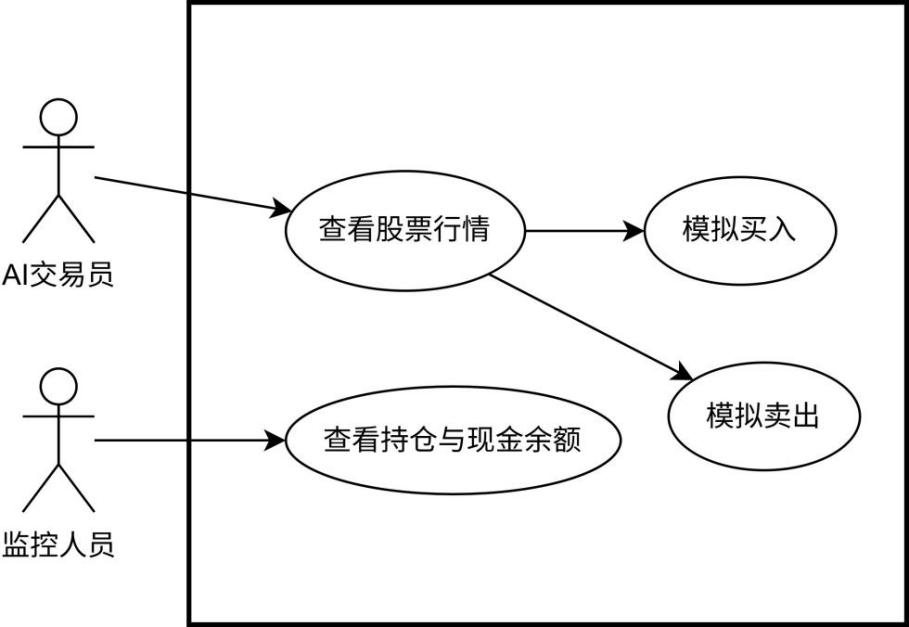 查看股票行情
模拟买入
AI交易员
模拟卖出
查看持仓与现金余额
监控人员